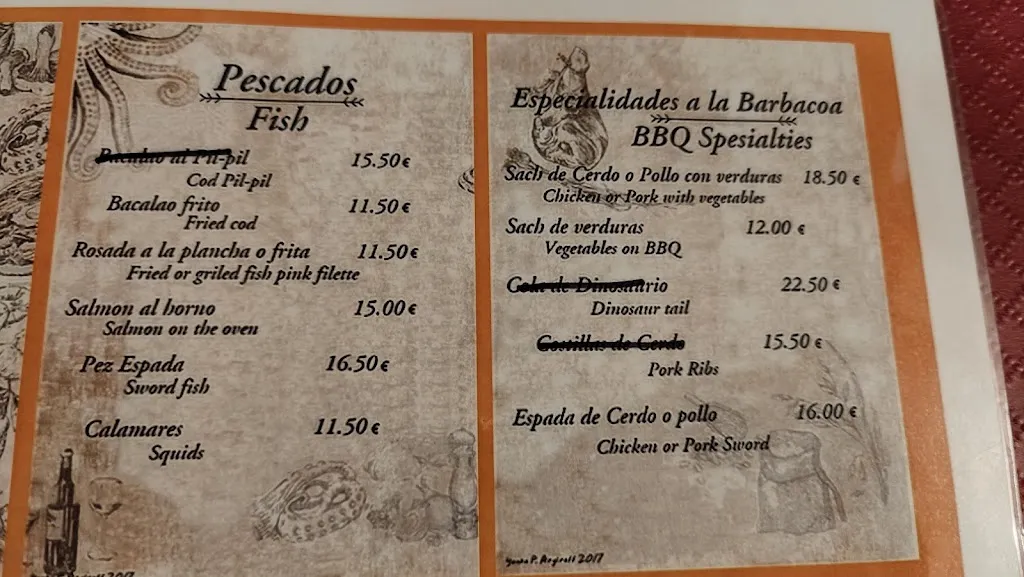 Pescados
Fish
Bacalao al Pil-pil 15.50€
Cod Pil-pil
Bacalao frito 11.50€
Fried cod
Rosada a la plancha o frita 11.50€
Fried or griled fish pink filette
Salmon al horno 15.00€
Salmon on the oven
Pez Espada 16.50€
Sword fish
Calamares 11.50€
Squids
2017
Especialidades a la Barbacoa
BBQ Spesialties
Sach de Cerdo o Pollo con verduras 18.50 €
Chicken or Pork with vegetables
Sach de verduras 12.00 €
Vegetables on BBQ
Cola de Dinosaurio 22.50 €
Dinosaur tail
Costillas de Cerdo 15.50 €
Pork Ribs
Espada de Cerdo o pollo 16.00 €
Chicken or Pork Sword
2017